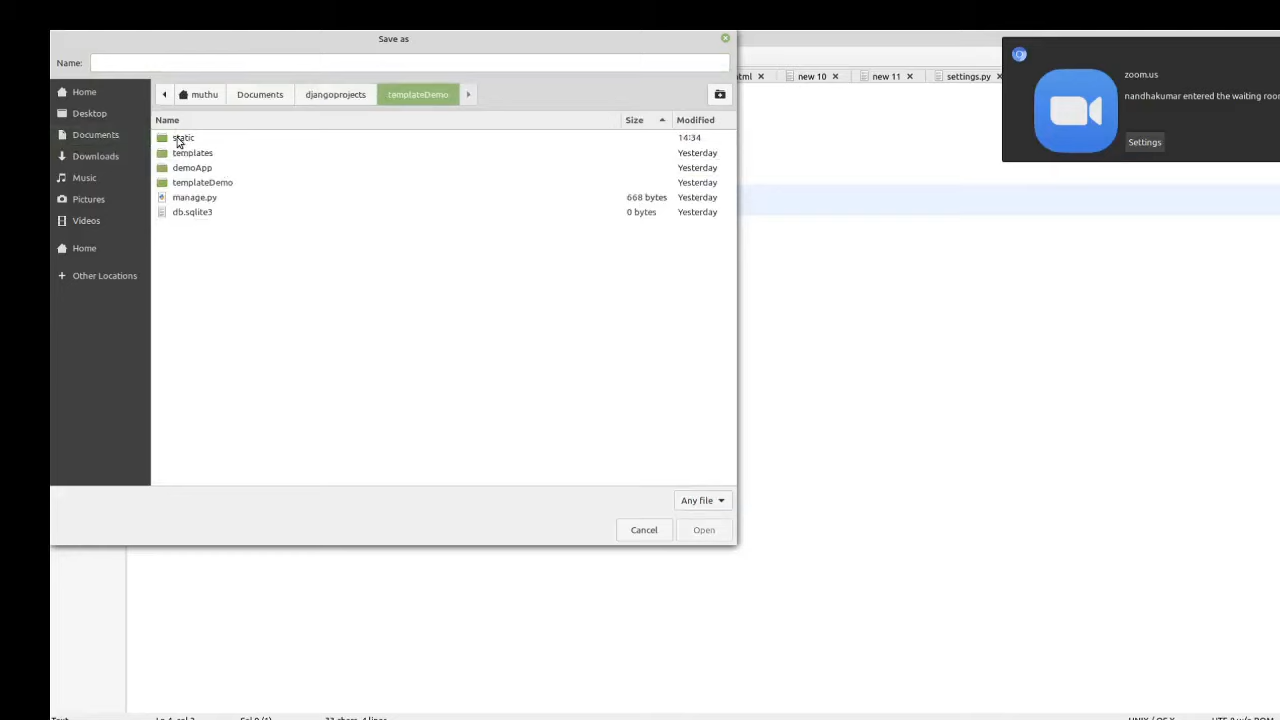 Save as
Name:
zoom.us
nandhakumar entered the waiting roo
Settings
html
new 10
new 11
settings.py
muthu
Documents
djangoprojects
templateDemo
Home
Desktop
Documents
Downloads
Music
Pictures
Videos
Home
Other Locations
Name Size Modified
static 14:34
templates Yesterday
demoApp Yesterday
templateDemo Yesterday
manage.py 668 bytes Yesterday
db.sqlite3 0 bytes Yesterday
Any file
Cancel
Open